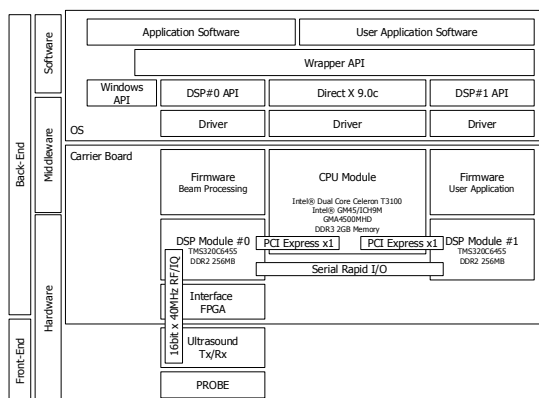 Application Software
User Application Software
Wrapper API
Windows
API
DSP#0 API
Direct X 9.0c
DSP#1 API
OS
Driver
Driver
Driver
Software
Middleware
Hardware
Back-End
Front-End
Carrier Board
Firmware
Beam Processing
CPU Module
Intel® Dual Core Celeron T3100
Intel® GM45/ICH9M
GMA4500MHD
DDR3 2GB Memory
Firmware
User Application
DSP Module #0
TMS320C6455
DDR2 256MB
PCI Express x1
PCI Express x1
DSP Module #1
TMS320C6455
DDR2 256MB
Serial Rapid I/O
16bit x 40MHz RF/IQ
Interface
FPGA
Ultrasound
Tx/Rx
PROBE